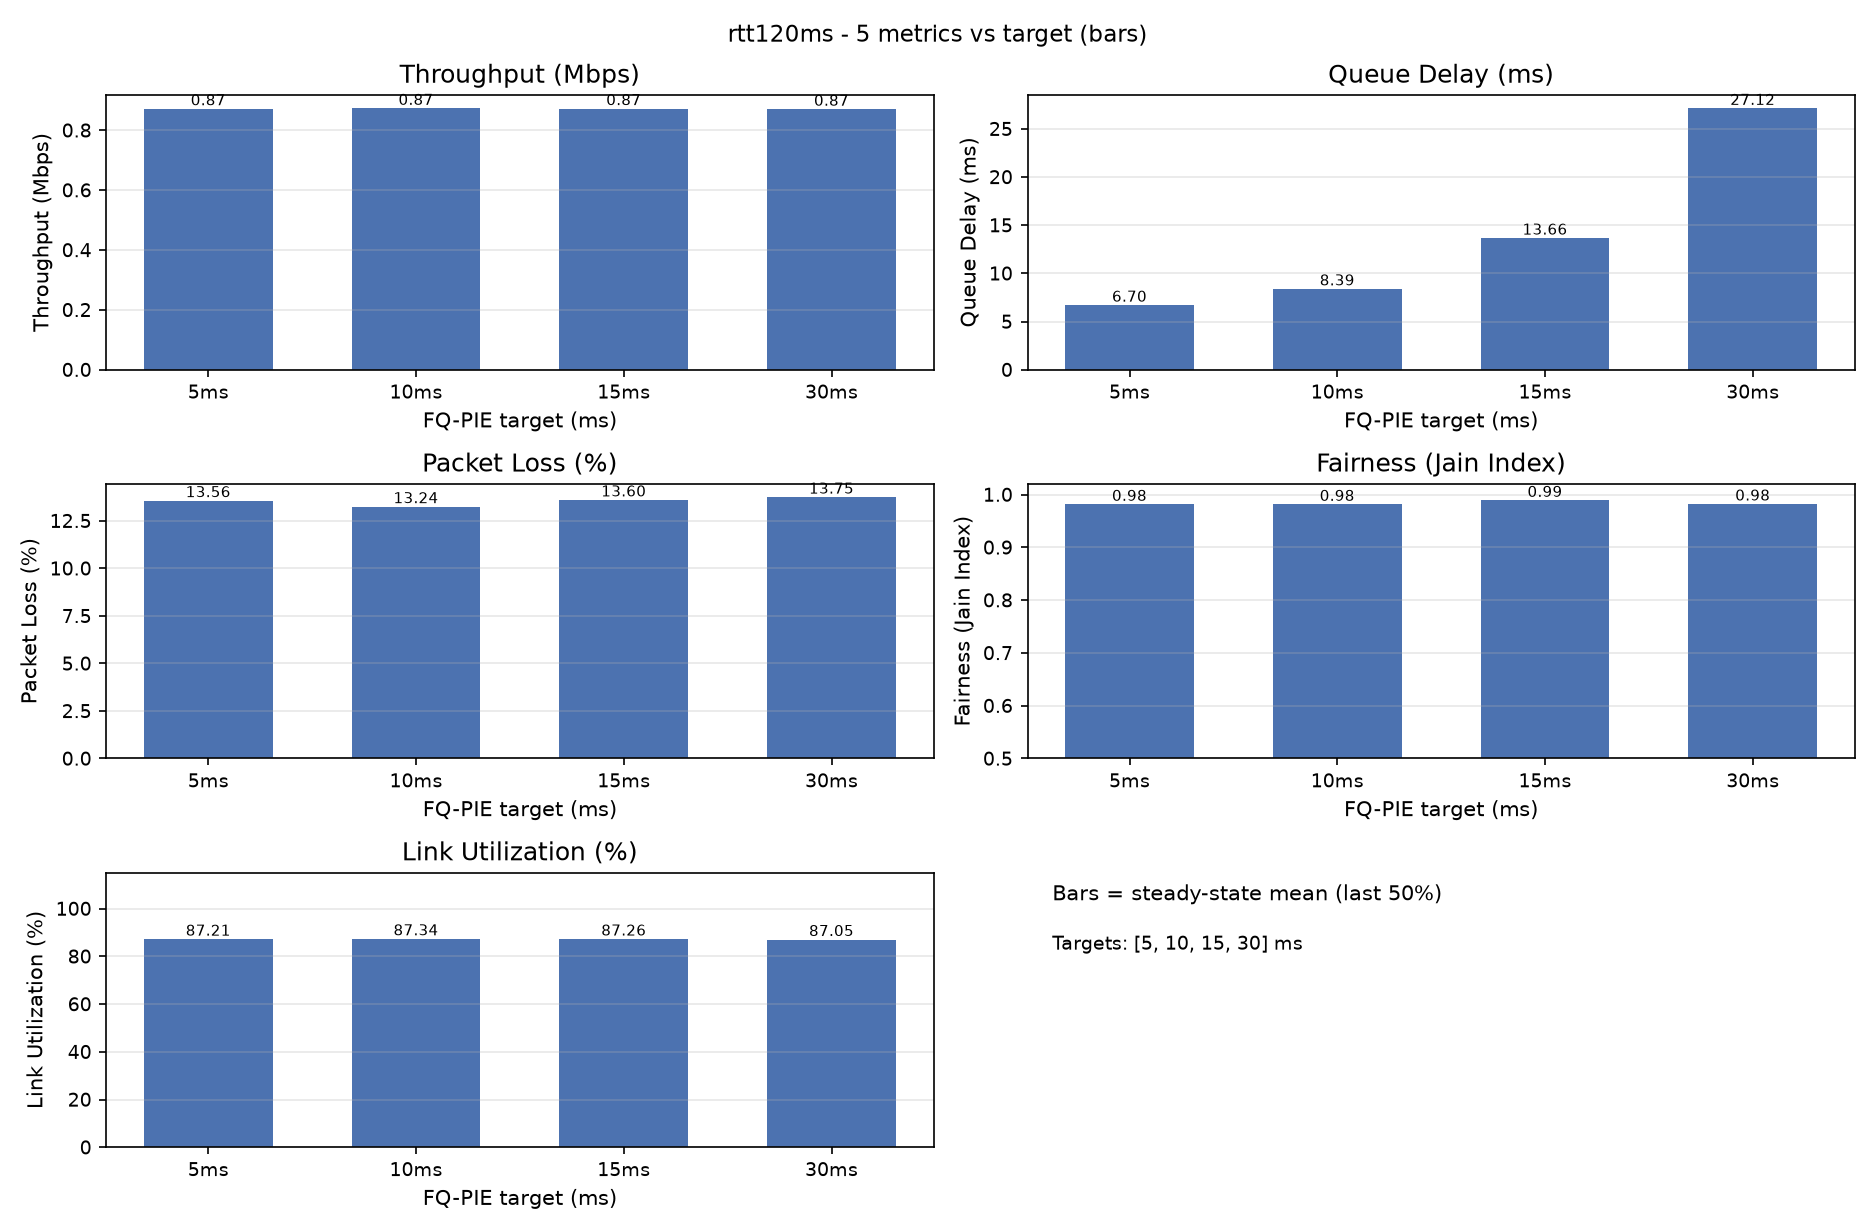 rtt120ms - 5 metrics vs target (bars)
Throughput (Mbps)
Throughput (Mbps)
0.8
0.6
0.4
0.2
0.0
0.87
0.87
0.87
0.87
5ms
10ms
15ms
30ms
FQ-PIE target (ms)
Queue Delay (ms)
Queue Delay (ms)
25
20
15
10
5
0
6.70
8.39
13.66
27.12
5ms
10ms
15ms
30ms
FQ-PIE target (ms)
Packet Loss (%)
Packet Loss (%)
12.5
10.0
7.5
5.0
2.5
0.0
13.56
13.24
13.60
13.75
5ms
10ms
15ms
30ms
FQ-PIE target (ms)
Fairness (Jain Index)
Fairness (Jain Index)
1.0
0.9
0.8
0.7
0.6
0.5
0.98
0.98
0.99
0.98
5ms
10ms
15ms
30ms
FQ-PIE target (ms)
Link Utilization (%)
Link Utilization (%)
100
80
60
40
20
0
87.21
87.34
87.26
87.05
5ms
10ms
15ms
30ms
FQ-PIE target (ms)
Bars = steady-state mean (last 50%)
Targets: [5, 10, 15, 30] ms